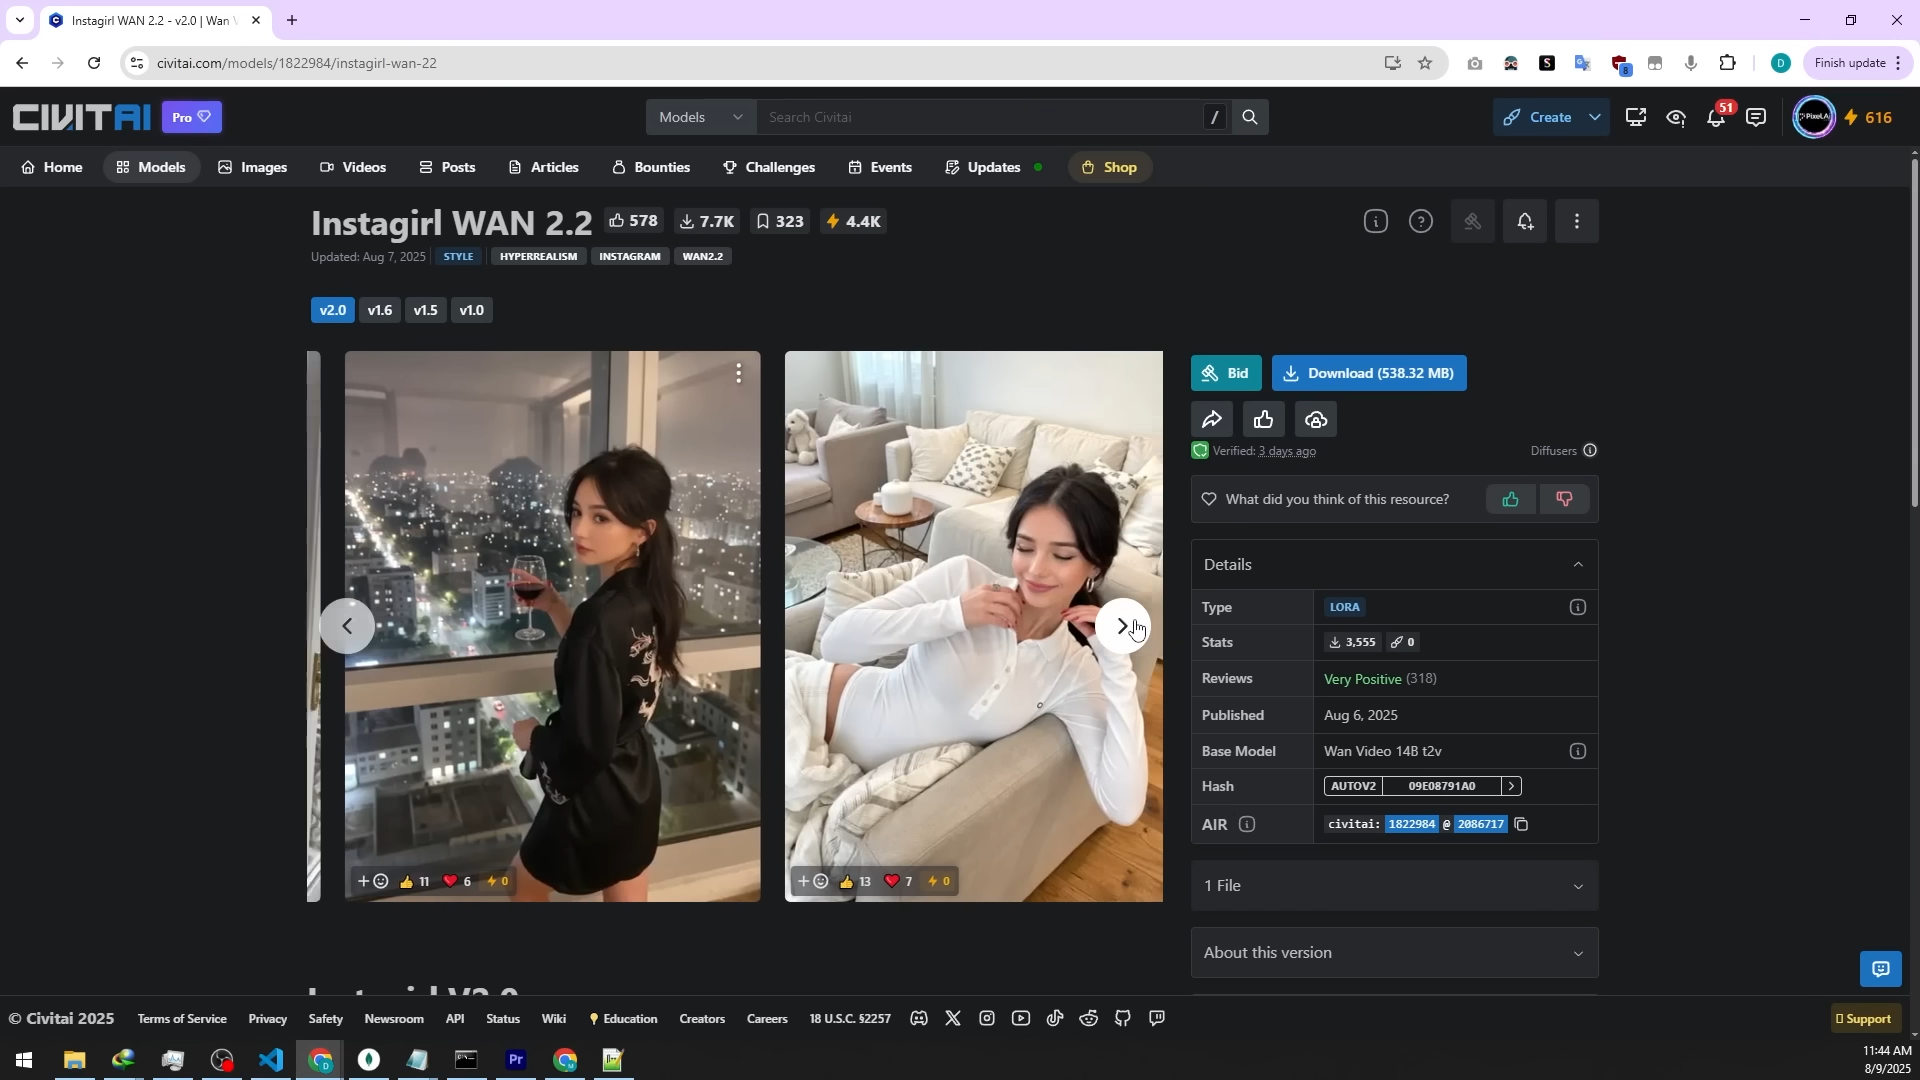 Instagirl WAN 2.2 - v2.0 | Wan
civitai.com/models/1822984/instagirl-wan-22
8
D
Finish update
CIVITAI
Pro
Models
Search Civitai
/
Create
51
616
Home
Models
Images
Videos
Posts
Articles
Bounties
Challenges
Events
Updates
Shop
Instagirl WAN 2.2
578
7.7K
323
4.4K
Updated: Aug 7, 2025
STYLE
HYPERREALISM
INSTAGRAM
WAN2.2
v2.0
v1.6
v1.5
v1.0
11
6
0
13
7
0
Bid
Download (538.32 MB)
Verified: 3 days ago
Diffusers
What did you think of this resource?
Details
Type
LORA
Stats
3,555
0
Reviews
Very Positive (318)
Published
Aug 6, 2025
Base Model
Wan Video 14B t2v
Hash
AUTOV2
09E08791A0
AIR
civitai: 1822984 @ 2086717
1 File
About this version
Instagirl V2.0
© Civitai 2025
Terms of Service
Privacy
Safety
Newsroom
API
Status
Wiki
Education
Creators
Careers
18 U.S.C. §2257
Support
11:44 AM
8/9/2025